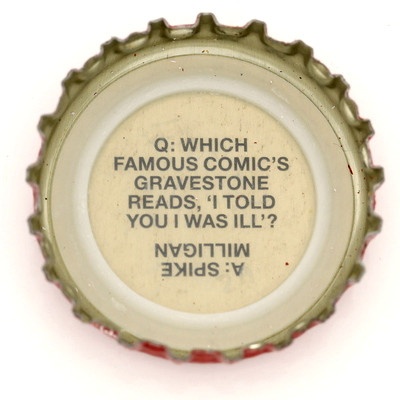 Q: WHICH
FAMOUS COMIC'S
GRAVESTONE
READS, 'I TOLD
YOU I WAS ILL'?
A: SPIKE
MILLIGAN